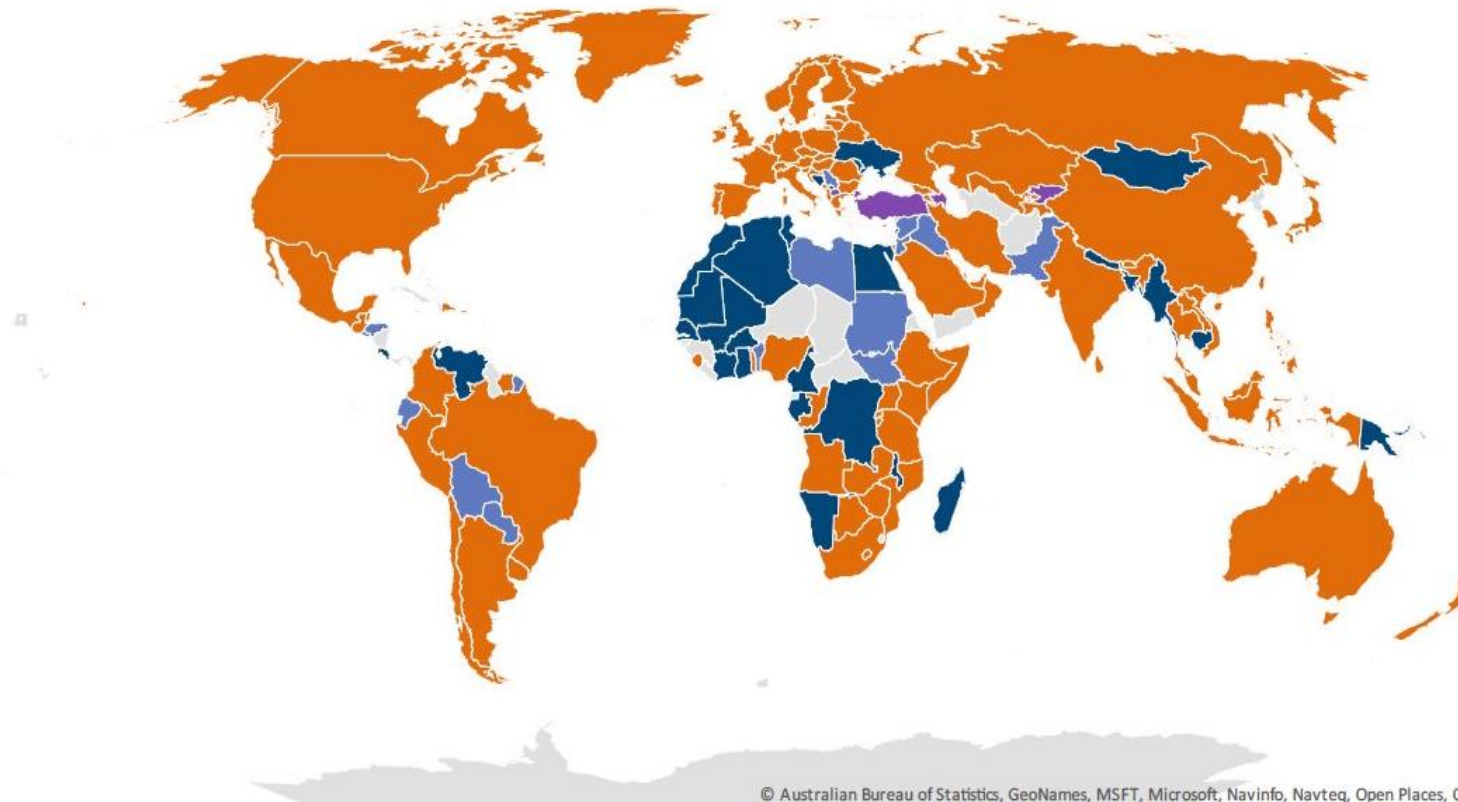 © Australian Bureau of Statistics, GeoNames, MSFT, Microsoft, Navinfo, Navteq, Open Places,